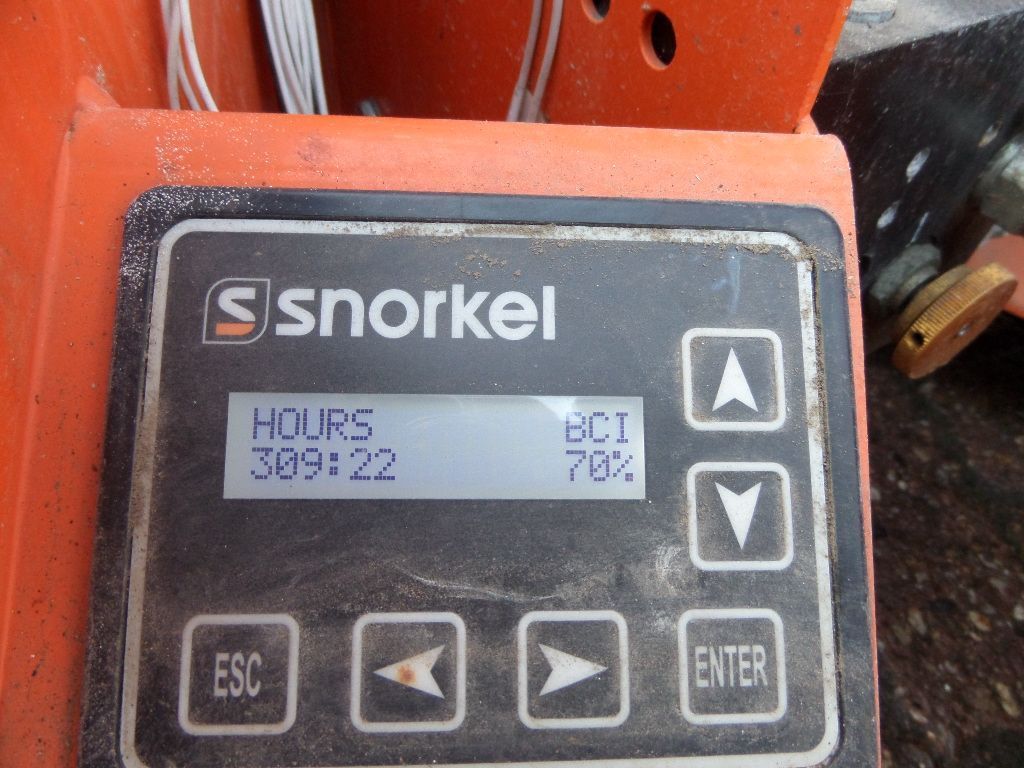 S snorkel
HOURS BCI
309:22 70%
ESC ENTER